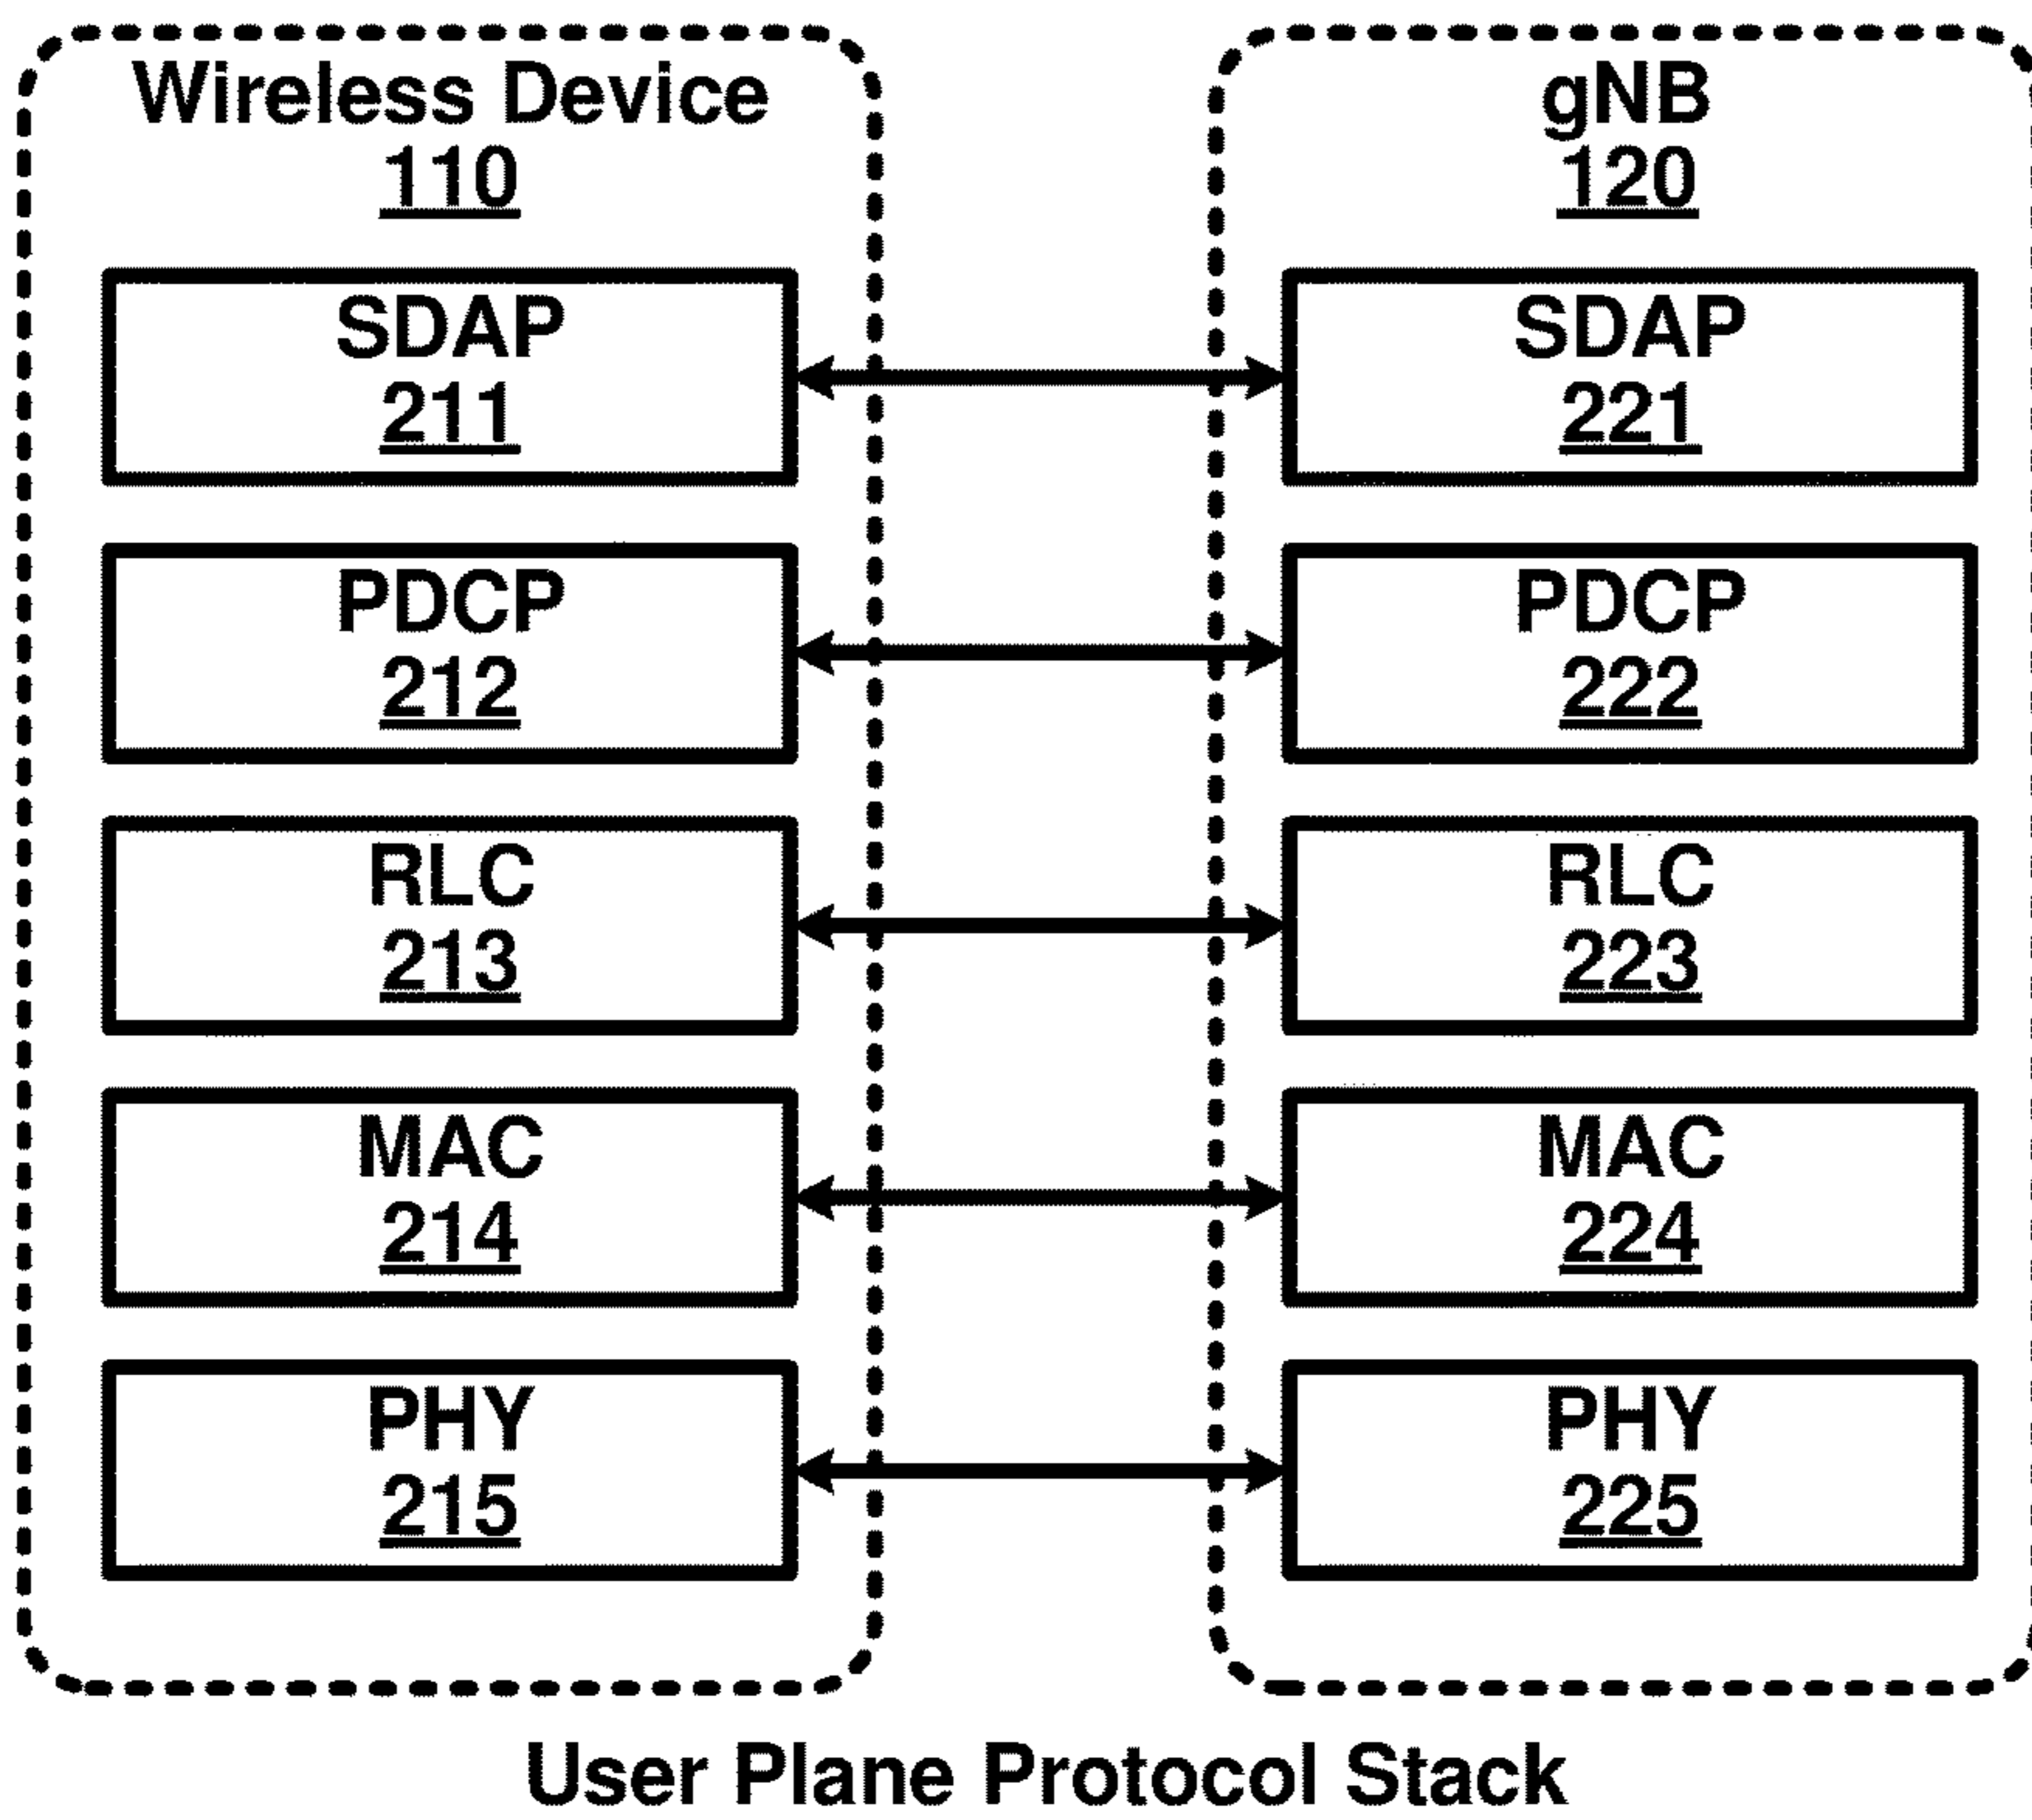 Wireless Device
110
SDAP
211
PDCP
212
RLC
213
MAC
214
PHY
215
gNB
120
SDAP
221
PDCP
222
RLC
223
MAC
224
PHY
225
User Plane Protocol Stack